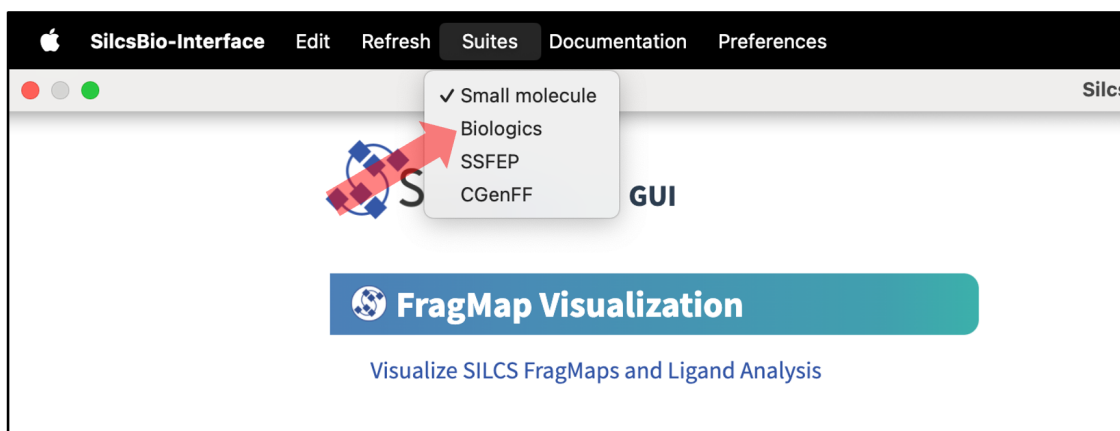 SilcsBio-Interface Edit Refresh Suites Documentation Preferences
Silcs
✓ Small molecule
Biologics
SSFEP
CGenFF
S GUI
FragMap Visualization
Visualize SILCS FragMaps and Ligand Analysis